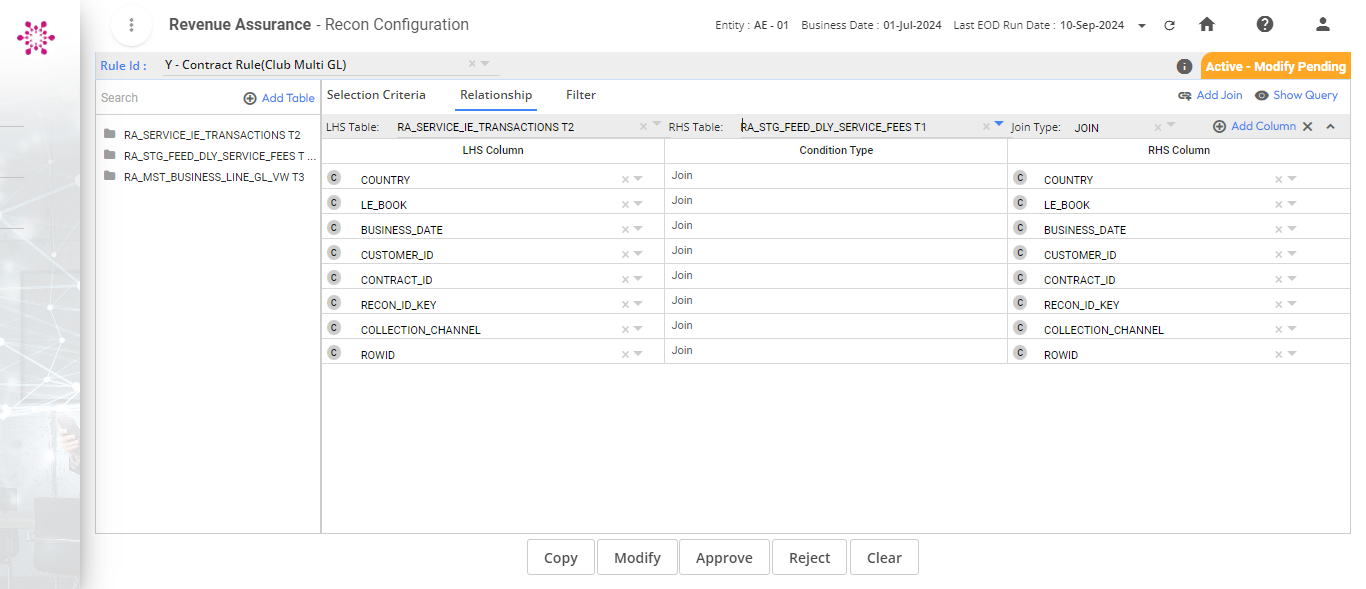 Revenue Assurance - Recon Configuration
Entity : AE - 01 Business Date : 01-Jul-2024 Last EOD Run Date : 10-Sep-2024
Rule Id : Y - Contract Rule(Club Multi GL)
Active - Modify Pending
Search Add Table
Selection Criteria Relationship Filter
Add Join Show Query
RA_SERVICE_IE_TRANSACTIONS T2
RA_STG_FEED_DLY_SERVICE_FEES T ...
RA_MST_BUSINESS_LINE_GL_VW T3
LHS Table: RA_SERVICE_IE_TRANSACTIONS T2 RHS Table: RA_STG_FEED_DLY_SERVICE_FEES T1 Join Type: JOIN Add Column
LHS Column Condition Type RHS Column
C COUNTRY Join C COUNTRY
C LE_BOOK Join C LE_BOOK
C BUSINESS_DATE Join C BUSINESS_DATE
C CUSTOMER_ID Join C CUSTOMER_ID
C CONTRACT_ID Join C CONTRACT_ID
C RECON_ID_KEY Join C RECON_ID_KEY
C COLLECTION_CHANNEL Join C COLLECTION_CHANNEL
C ROWID Join C ROWID
Copy Modify Approve Reject Clear